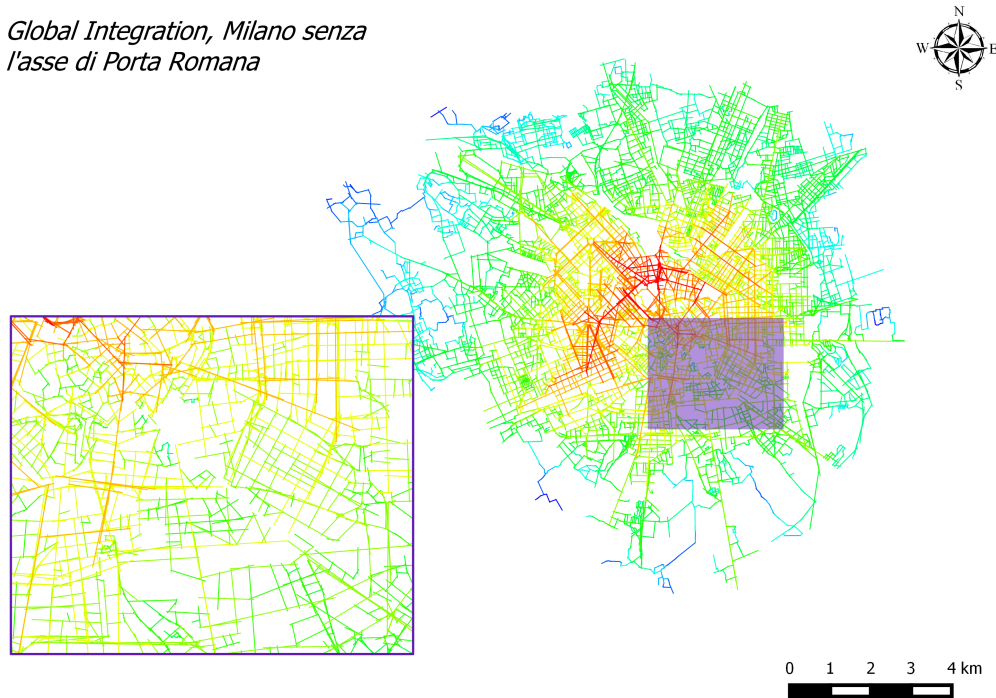 Global Integration, Milano senza
l'asse di Porta Romana
N
W E
S
0 1 2 3 4 km